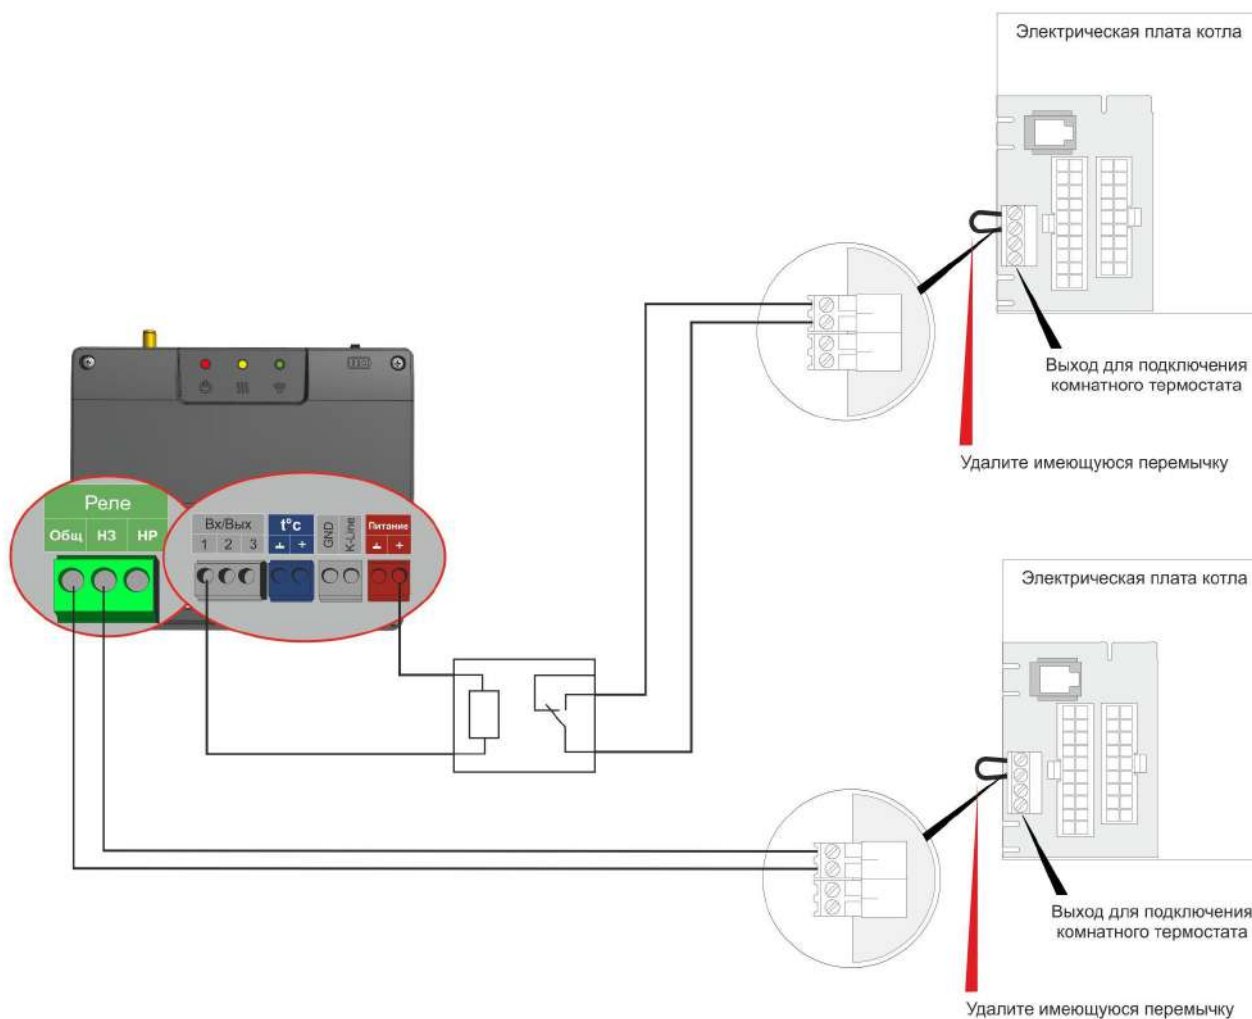 Электрическая плата котла
Выход для подключения
комнатного термостата
Удалите имеющуюся перемычку
Реле
Общ НЗ НР
Вх/Вых
1 2 3
t°c
+
GND
K-Line
Питание
+
Электрическая плата котла
Выход для подключения
комнатного термостата
Удалите имеющуюся перемычку